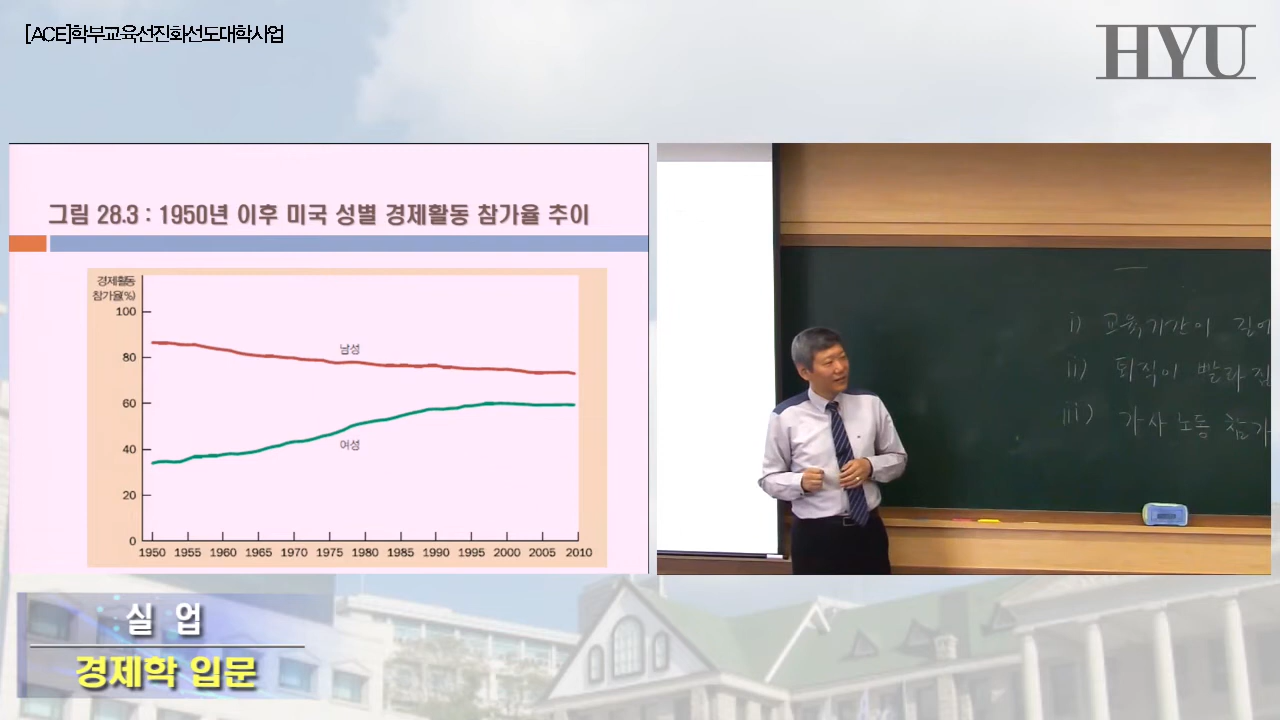 [ACE]학부교육선진화선도대학사업
HYU
그림 28.3 : 1950년 이후 미국 성별 경제활동 참가율 추이
경제활동
참가율(%)
100
80
60
40
20
0
남성
여성
1950 1955 1960 1965 1970 1975 1980 1985 1990 1995 2000 2005 2010
i) 교육기간이 길어
ii) 퇴직이 빨라짐
iii) 가사 노동 참가
실 업
경제학 입문